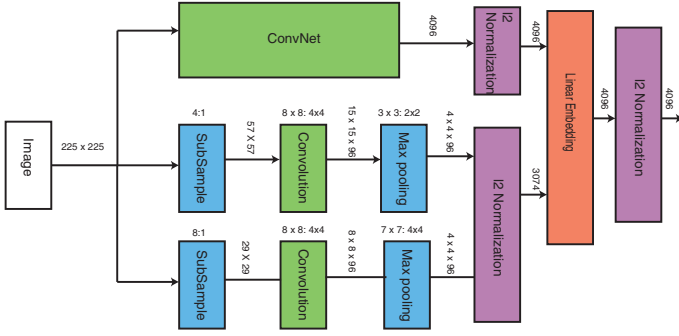 ConvNet
4096
l2 Normalization
4096
Linear Embedding
4096
l2 Normalization
4096
Image
225 x 225
4:1
SubSample
57 X 57
8 x 8: 4x4
Convolution
15 x 15 x 96
3 x 3: 2x2
Max pooling
4 x 4 x 96
l2 Normalization
3074
8:1
SubSample
29 X 29
8 x 8: 4x4
Convolution
8 x 8 x 96
7 x 7: 4x4
Max pooling
4 x 4 x 96